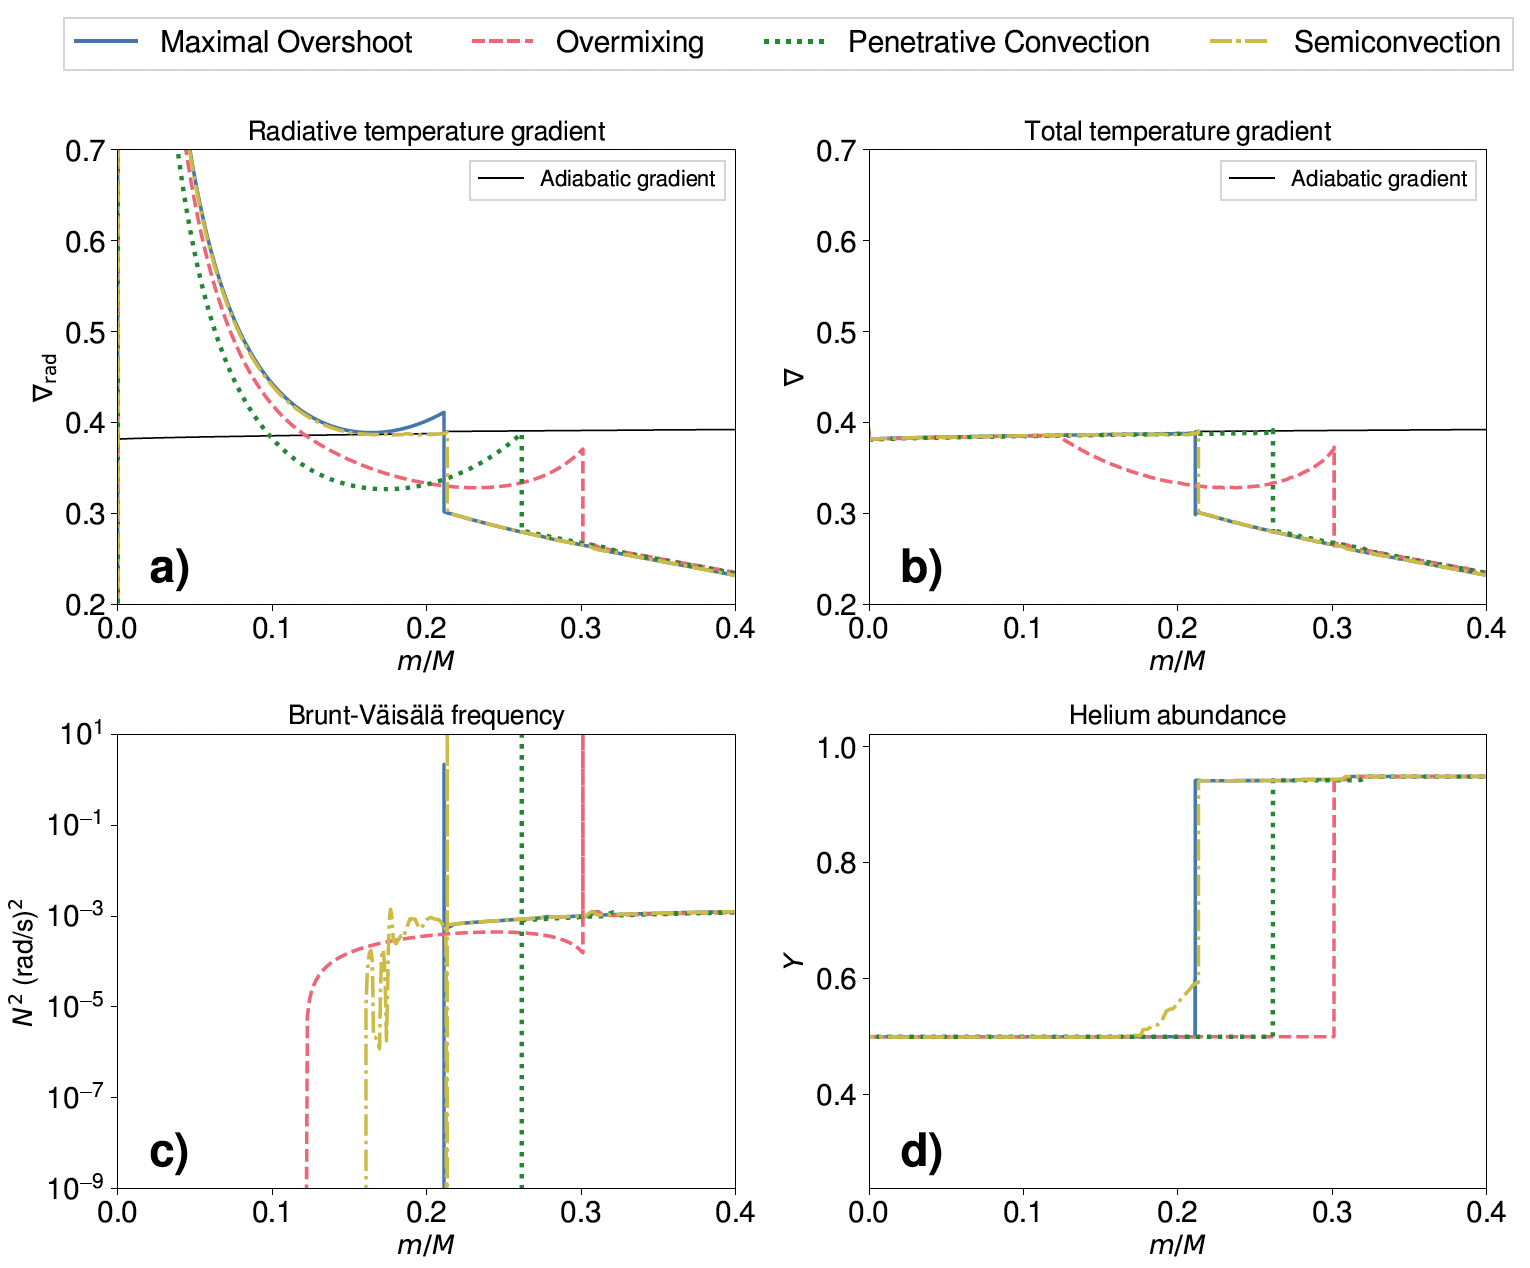 Maximal Overshoot Overmixing Penetrative Convection Semiconvection
Radiative temperature gradient
Adiabatic gradient
0.7
0.6
0.5
0.4
0.3
0.2
∇rad
a)
0.0 0.1 0.2 0.3 0.4
m/M
Total temperature gradient
Adiabatic gradient
0.7
0.6
0.5
0.4
0.3
0.2
∇
b)
0.0 0.1 0.2 0.3 0.4
m/M
Brunt-Väisälä frequency
10¹
10⁻¹
10⁻³
10⁻⁵
10⁻⁷
10⁻⁹
N² (rad/s)²
c)
0.0 0.1 0.2 0.3 0.4
m/M
Helium abundance
1.0
0.8
0.6
0.4
Y
d)
0.0 0.1 0.2 0.3 0.4
m/M